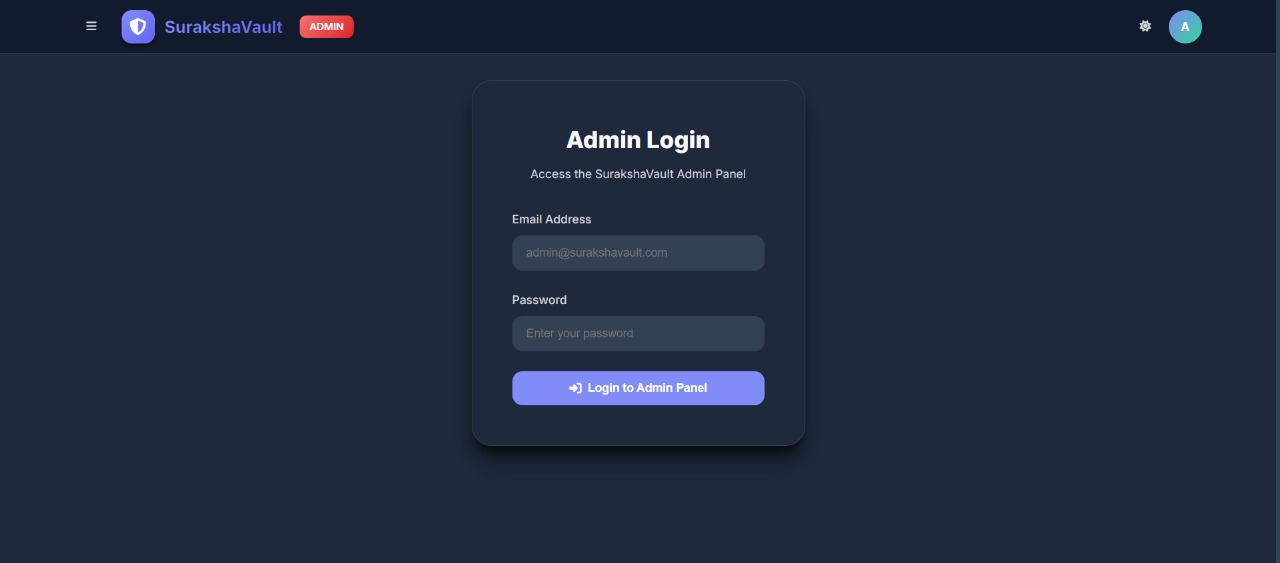 SurakshaVault
ADMIN
A
Admin Login
Access the SurakshaVault Admin Panel
Email Address
admin@surakshavault.com
Password
Enter your password
Login to Admin Panel